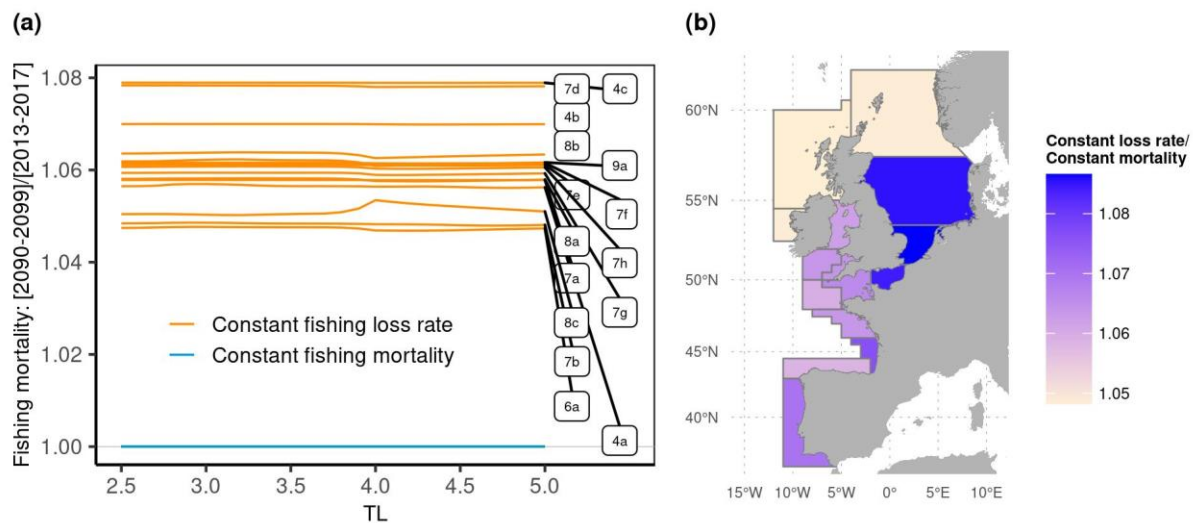 (a)
Fishing mortality: [2090-2099]/[2013-2017]
1.08
1.06
1.04
1.02
1.00
7d
4c
4b
8b
9a
7e
7f
8a
7h
7a
7g
8c
7b
6a
4a
Constant fishing loss rate
Constant fishing mortality
2.5
3.0
3.5
4.0
4.5
5.0
TL
(b)
60°N
55°N
50°N
45°N
40°N
15°W
10°W
5°W
0°
5°E
10°E
Constant loss rate/
Constant mortality
1.08
1.07
1.06
1.05